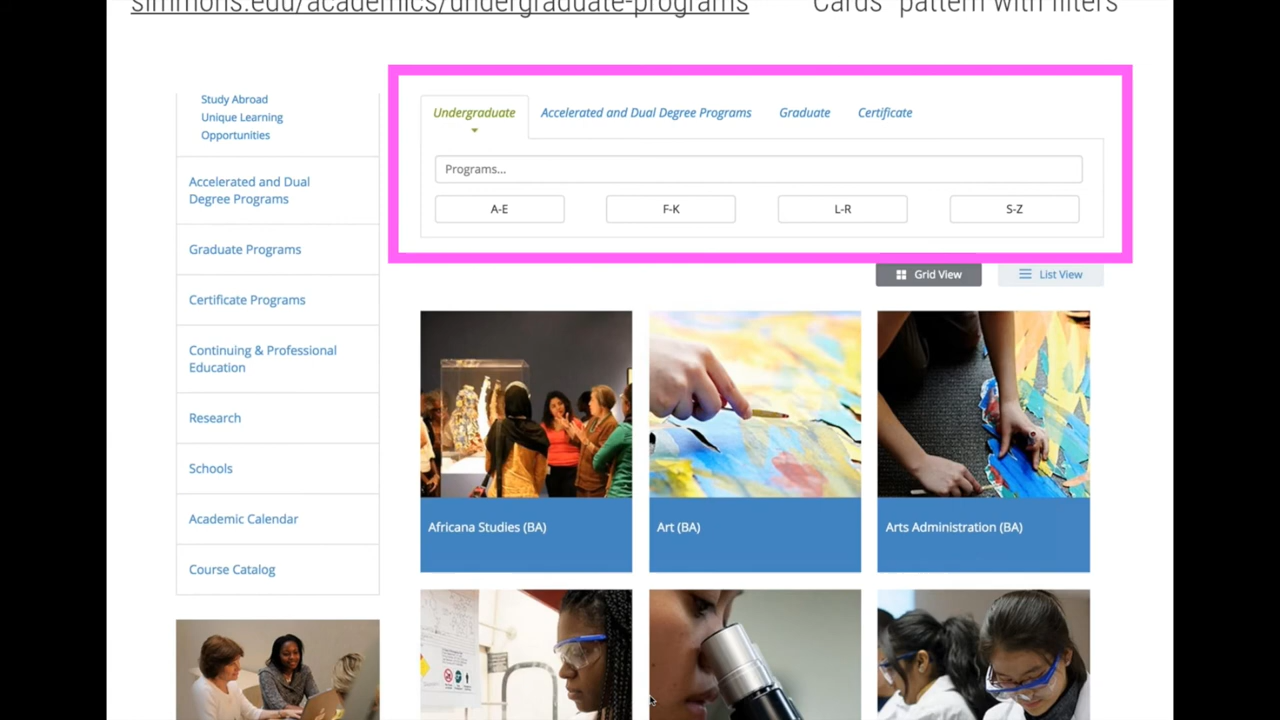 simmons.edu/academics/undergraduate-programs "Cards" pattern with filters
Study Abroad
Unique Learning
Opportunities
Accelerated and Dual
Degree Programs
Graduate Programs
Certificate Programs
Continuing & Professional
Education
Research
Schools
Academic Calendar
Course Catalog
Undergraduate Accelerated and Dual Degree Programs Graduate Certificate
Programs...
A-E F-K L-R S-Z
Grid View List View
Africana Studies (BA) Art (BA) Arts Administration (BA)